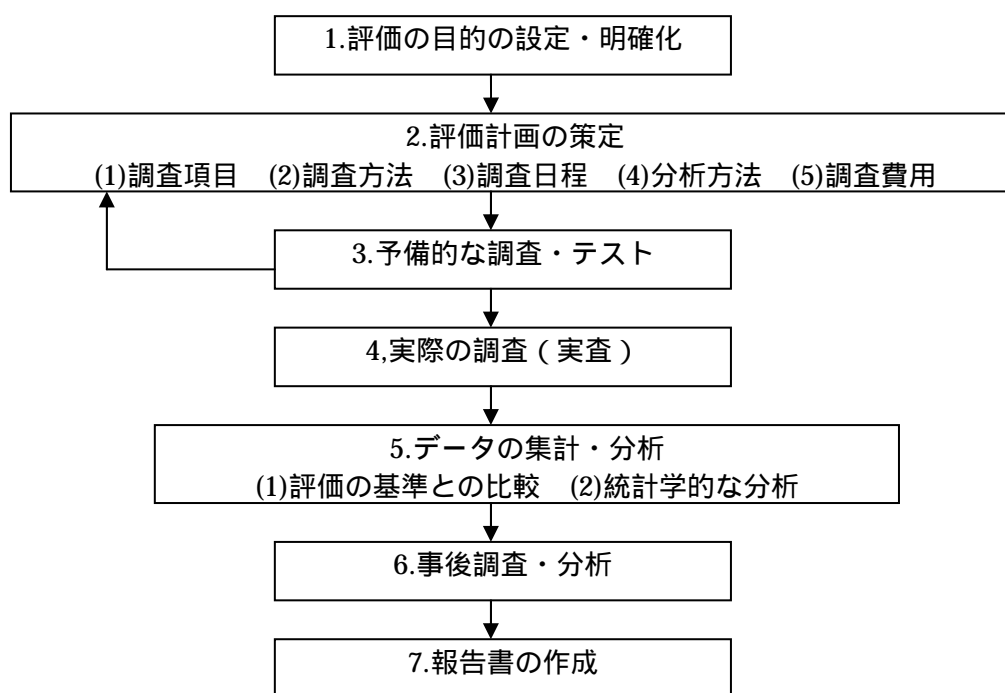 1.評価の目的の設定・明確化
2.評価計画の策定
(1)調査項目　(2)調査方法　(3)調査日程　(4)分析方法　(5)調査費用
3.予備的な調査・テスト
4,実際の調査(実査)
5.データの集計・分析
(1)評価の基準との比較　(2)統計学的な分析
6.事後調査・分析
7.報告書の作成